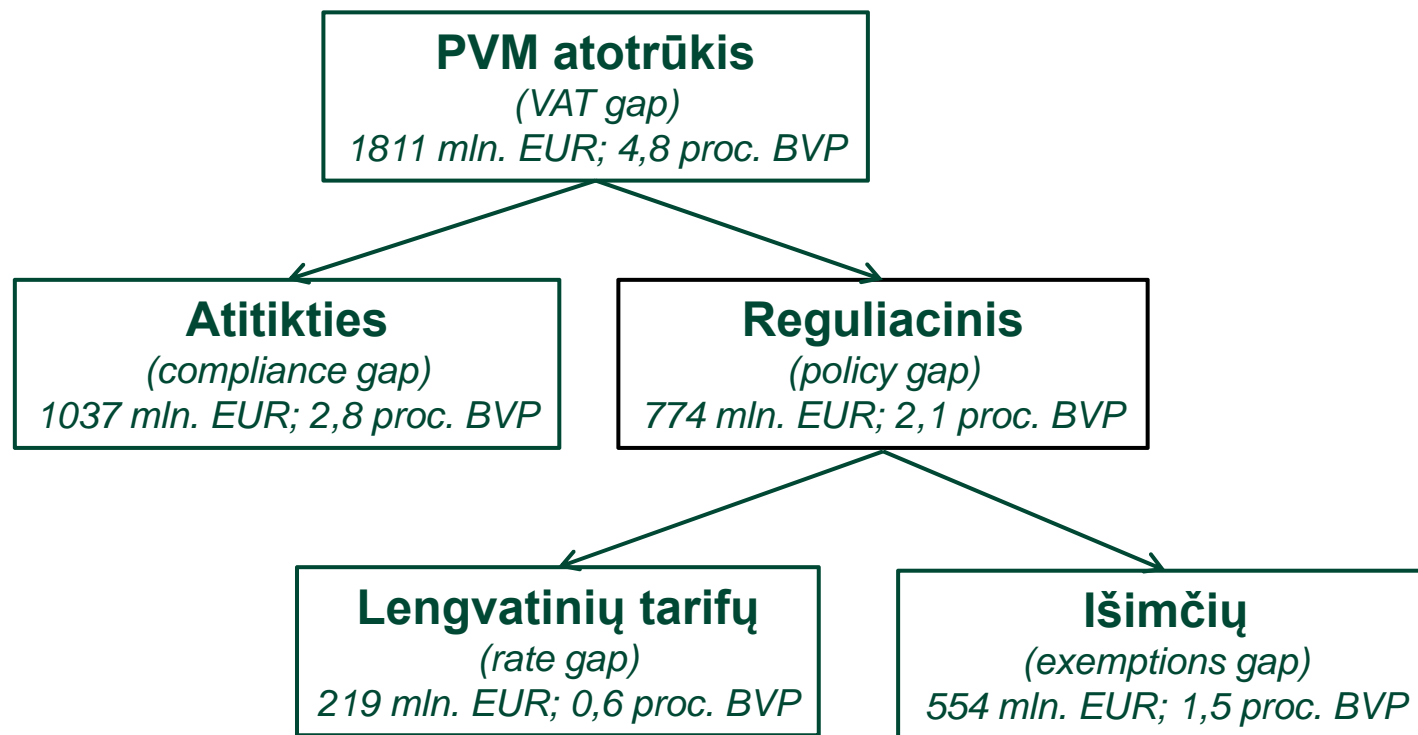 PVM atotrūkis
(VAT gap)
1811 mln. EUR; 4,8 proc. BVP
Atitikties
(compliance gap)
1037 mln. EUR; 2,8 proc. BVP
Reguliacinis
(policy gap)
774 mln. EUR; 2,1 proc. BVP
Lengvatinių tarifų
(rate gap)
219 mln. EUR; 0,6 proc. BVP
Išimčių
(exemptions gap)
554 mln. EUR; 1,5 proc. BVP